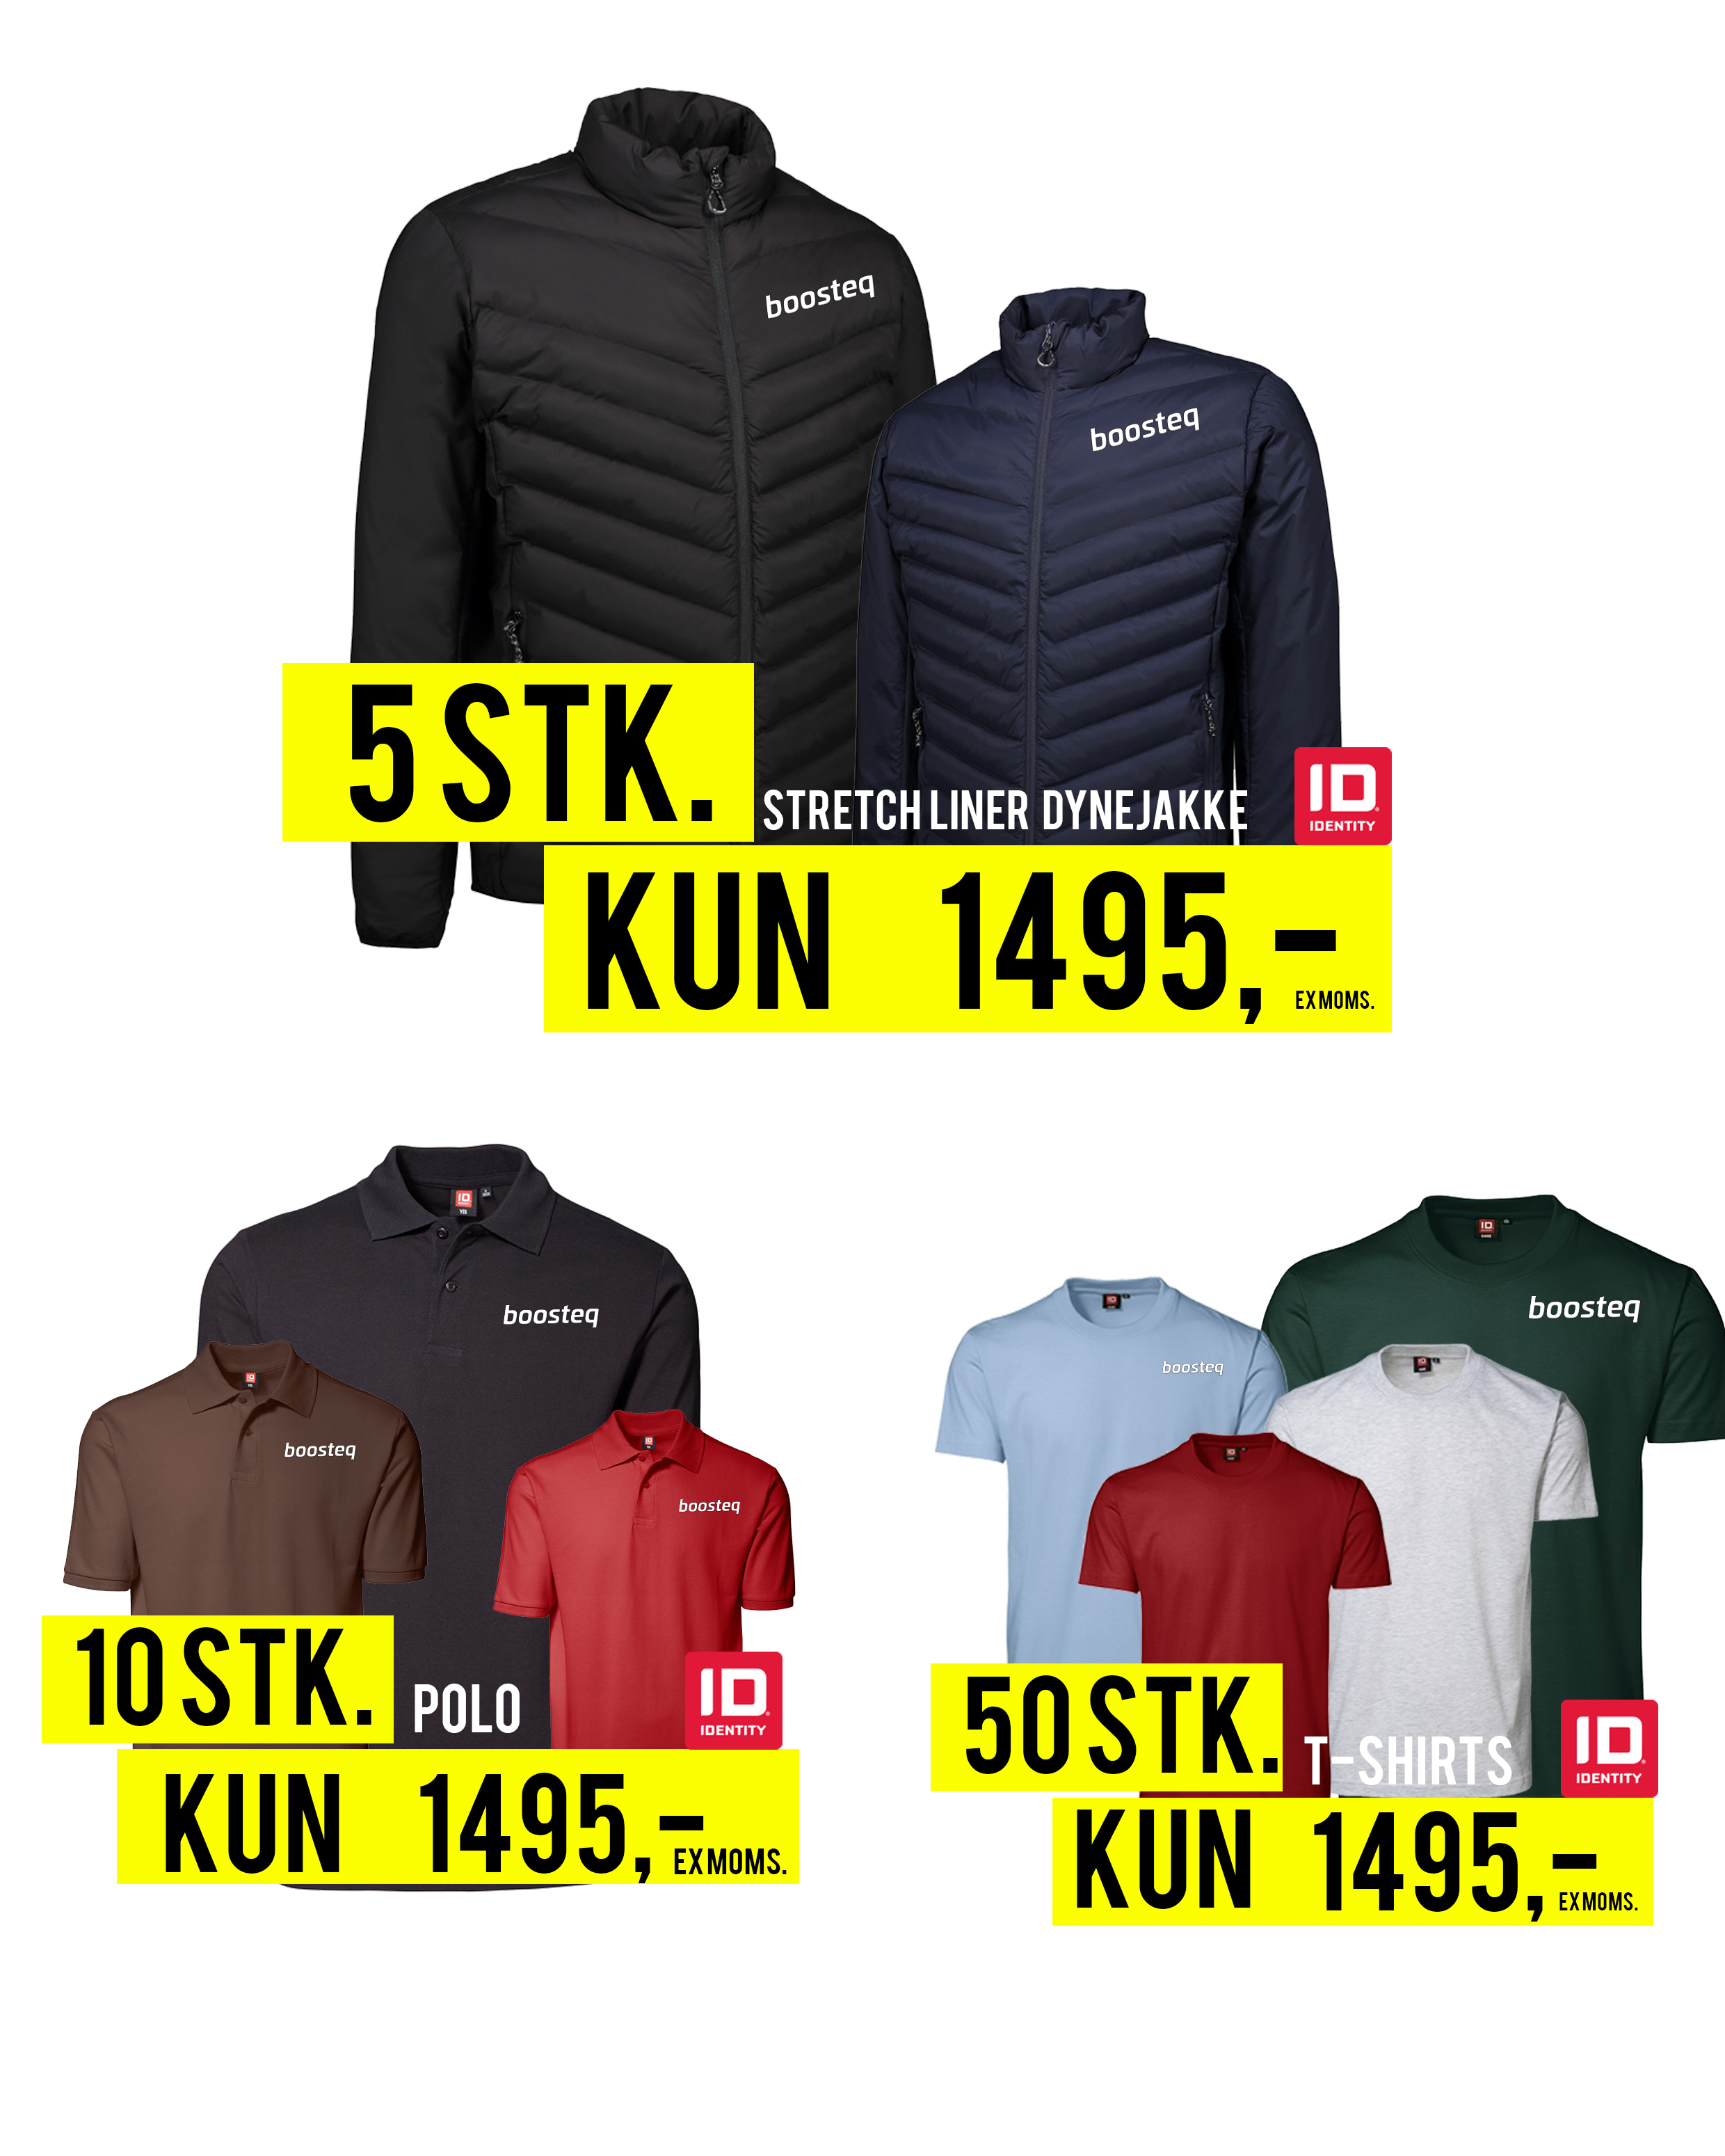 boosteq
boosteq
5 STK.
STRETCH LINER DYNEJAKKE
ID
IDENTITY
KUN 1495,-
EX MOMS.
boosteq
boosteq
boosteq
10 STK.
POLO
ID
IDENTITY
KUN 1495,-
EX MOMS.
boosteq
boosteq
50 STK.
T-SHIRTS
ID
IDENTITY
KUN 1495,-
EX MOMS.